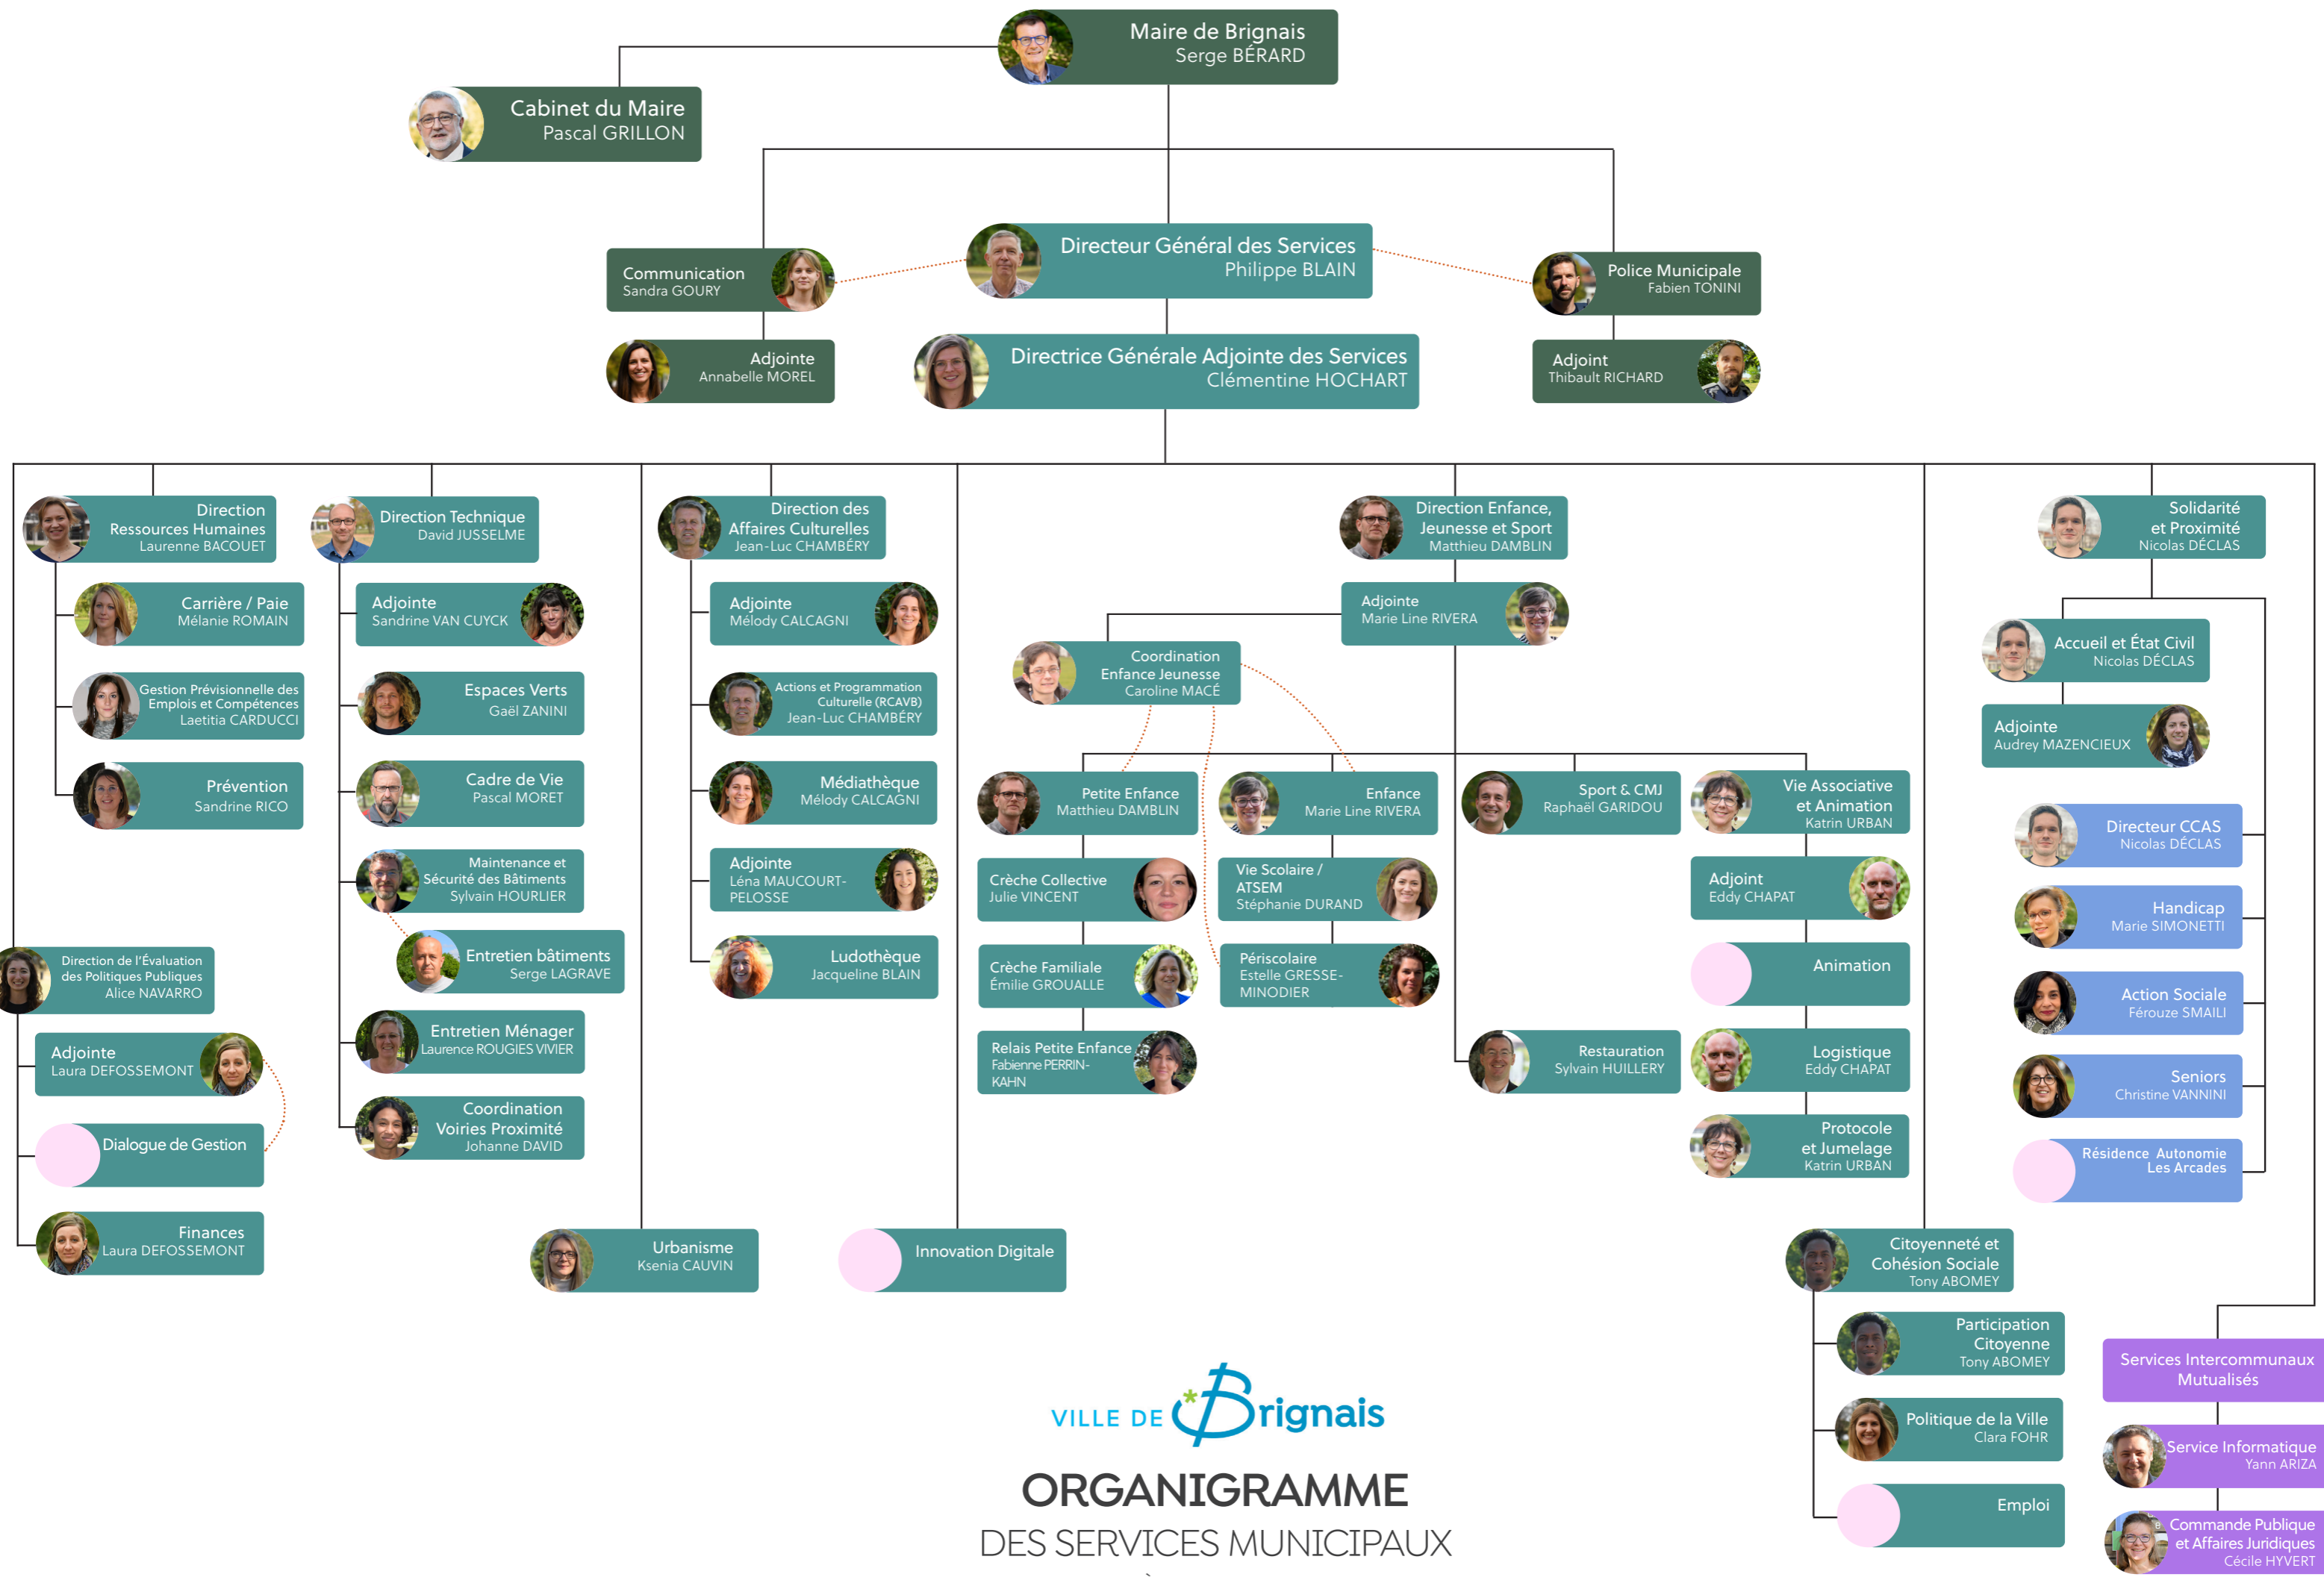 Maire de Brignais
Serge BÉRARD
Cabinet du Maire
Pascal GRILLON
Communication
Sandra GOURY
Directeur Général des Services
Philippe BLAIN
Police Municipale
Fabien TONINI
Adjointe
Annabelle MOREL
Directrice Générale Adjointe des Services
Clémentine HOCHART
Adjoint
Thibault RICHARD
Direction
Ressources Humaines
Laurenne BACOUET
Carrière / Paie
Mélanie ROMAIN
Gestion Prévisionnelle des
Emplois et Compétences
Laetitia CARDUCCI
Prévention
Sandrine RICO
Direction de l’Évaluation
des Politiques Publiques
Alice NAVARRO
Adjointe
Laura DEFOSSEMONT
Dialogue de Gestion
Finances
Laura DEFOSSEMONT
Direction Technique
David JUSSELME
Adjointe
Sandrine VAN CUYCK
Espaces Verts
Gaël ZANINI
Cadre de Vie
Pascal MORET
Maintenance et
Sécurité des Bâtiments
Sylvain HOURLIER
Entretien bâtiments
Serge LAGRAVE
Entretien Ménager
Laurence ROUGIES VIVIER
Coordination
Voiries Proximité
Johanne DAVID
Urbanisme
Ksenia CAUVIN
Direction des
Affaires Culturelles
Jean-Luc CHAMBÉRY
Adjointe
Mélody CALCAGNI
Actions et Programmation
Culturelle (RCAVB)
Jean-Luc CHAMBÉRY
Médiathèque
Mélody CALCAGNI
Adjointe
Léna MAUCOURT-
PELOSSE
Ludothèque
Jacqueline BLAIN
Innovation Digitale
Direction Enfance,
Jeunesse et Sport
Matthieu DAMBLIN
Adjointe
Marie Line RIVERA
Coordination
Enfance Jeunesse
Caroline MACÉ
Petite Enfance
Matthieu DAMBLIN
Crèche Collective
Julie VINCENT
Crèche Familiale
Émilie GROUALLE
Relais Petite Enfance
Fabienne PERRIN-
KAHN
Enfance
Marie Line RIVERA
Vie Scolaire /
ATSEM
Stéphanie DURAND
Périscolaire
Estelle GRESSE-
MINODIER
Sport & CMJ
Raphaël GARIDOU
Restauration
Sylvain HUILLERY
Vie Associative
et Animation
Katrin URBAN
Adjoint
Eddy CHAPAT
Animation
Logistique
Eddy CHAPAT
Protocole
et Jumelage
Katrin URBAN
Citoyenneté et
Cohésion Sociale
Tony ABOMEY
Participation
Citoyenne
Tony ABOMEY
Politique de la Ville
Clara FOHR
Emploi
Solidarité
et Proximité
Nicolas DÉCLAS
Accueil et État Civil
Nicolas DÉCLAS
Adjointe
Audrey MAZENCIEUX
Directeur CCAS
Nicolas DÉCLAS
Handicap
Marie SIMONETTI
Action Sociale
Férouze SMAILI
Seniors
Christine VANNINI
Résidence Autonomie
Les Arcades
Services Intercommunaux
Mutualisés
Service Informatique
Yann ARIZA
Commande Publique
et Affaires Juridiques
Cécile HYVERT
VILLE DE Brignais
ORGANIGRAMME
DES SERVICES MUNICIPAUX